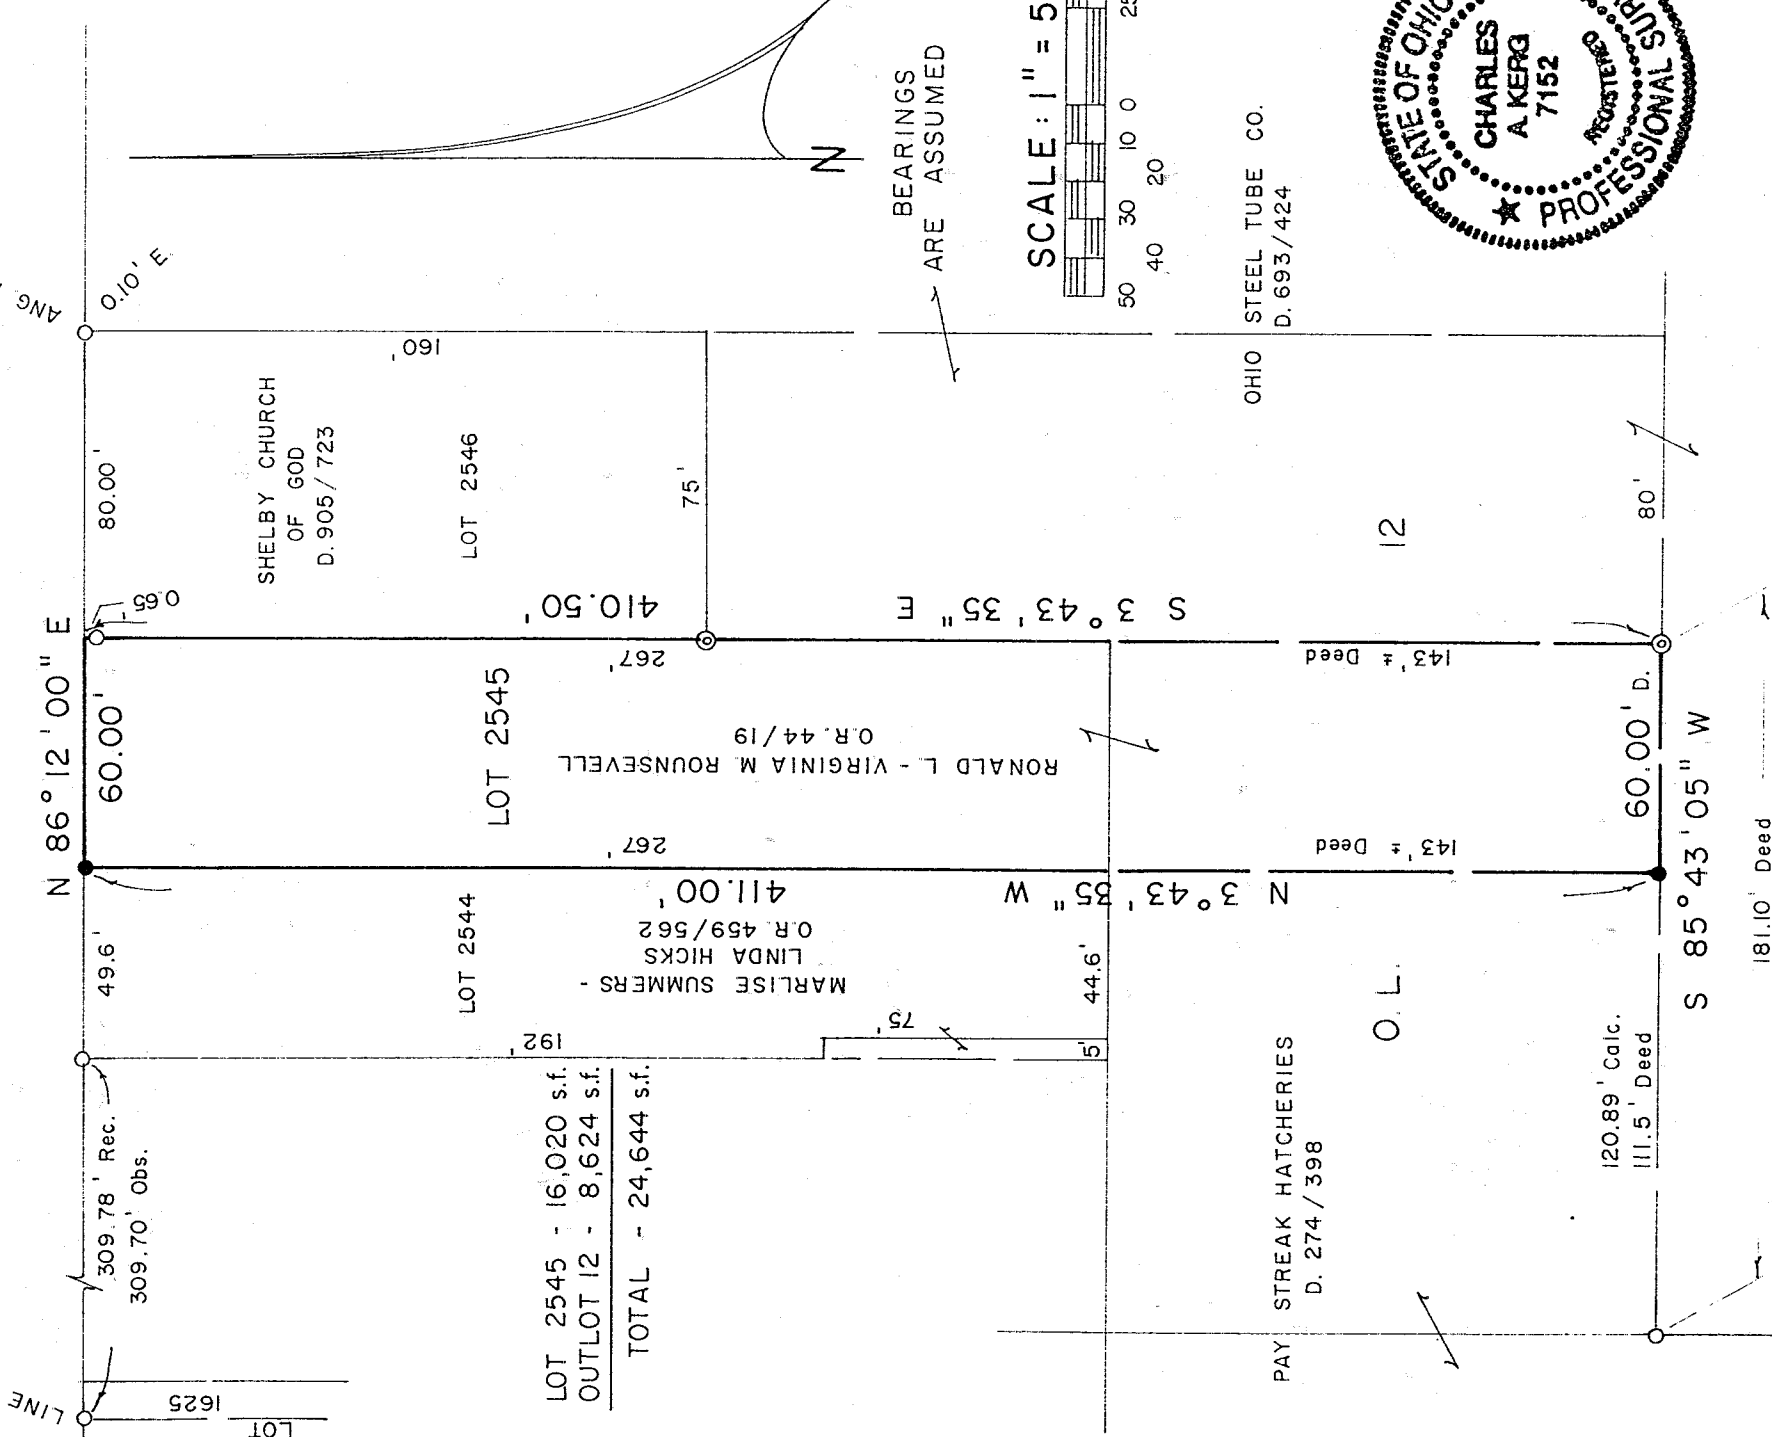 ANG
0.10' E.
N
BEARINGS
ARE ASSUMED
SCALE : 1" = 5
50 40 30 20 10 0 25
STATE OF OHIO
CHARLES
A. KERG
7152
REGISTERED
★ PROFESSIONAL SUR
OHIO STEEL TUBE CO.
D. 693/424
80.00'
160'
SHELBY CHURCH
OF GOD
D. 905/723
LOT 2546
75'
12
80'
0.65'
N 86° 12' 00" E
60.00'
410.50'
S 3° 43' 35" E
267'
143'± Deed
LOT 2545
RONALD L. - VIRGINIA M. ROUNSEVELL
O.R. 44/19
60.00' D.
S 85° 43' 05" W
181.10' Deed
267'
143'± Deed
411.00'
N 3° 43' 35" W
49.6'
LOT 2544
MARLISE SUMMERS -
LINDA HICKS
O.R. 459/562
192'
75'
44.6'
5'
O. L.
PAY STREAK HATCHERIES
D. 274/398
120.89' Calc.
111.5' Deed
309.78' Rec.
309.70' Obs.
LOT 2545 - 16,020 s.f.
OUTLOT 12 - 8,624 s.f.
TOTAL - 24,644 s.f.
LINE
LOT
1625